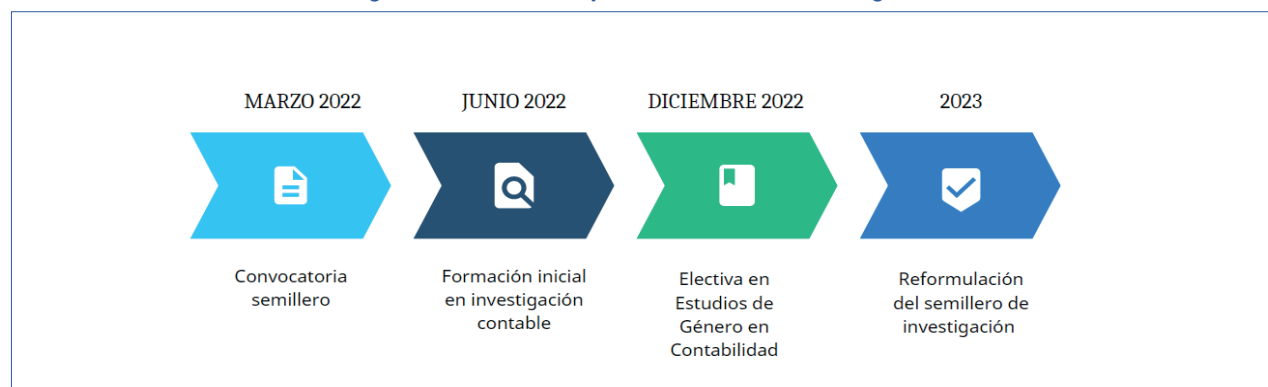 MARZO 2022
JUNIO 2022
DICIEMBRE 2022
2023
Convocatoria
semillero
Formación inicial
en investigación
contable
Electiva en
Estudios de
Género en
Contabilidad
Reformulación
del semillero de
investigación